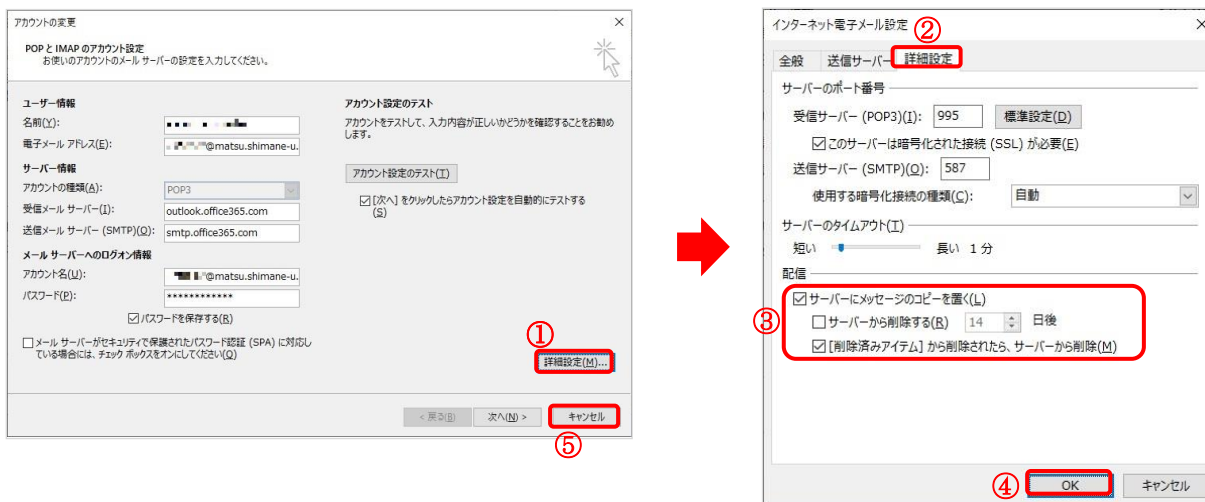 アカウントの変更
POP と IMAP のアカウント設定
お使いのアカウントのメール サーバーの設定を入力してください。
ユーザー情報
名前(Y):
電子メール アドレス(E):
@matsu.shimane-u.
サーバー情報
アカウントの種類(A):
POP3
受信メール サーバー(I):
outlook.office365.com
送信メール サーバー (SMTP)(O):
smtp.office365.com
メール サーバーへのログオン情報
アカウント名(U):
@matsu.shimane-u.
パスワード(P):
************
パスワードを保存する(R)
メール サーバーがセキュリティで保護されたパスワード認証 (SPA) に対応し
ている場合には、チェック ボックスをオンにしてください(Q)
アカウント設定のテスト
アカウントをテストして、入力内容が正しいかどうかを確認することをお勧め
します。
アカウント設定のテスト(T)
[次へ] をクリックしたらアカウント設定を自動的にテストする
(S)
①
詳細設定(M)...
< 戻る(B)
次へ(N) >
キャンセル
⑤
インターネット電子メール設定
②
全般
送信サーバー
詳細設定
サーバーのポート番号
受信サーバー (POP3)(I):
995
標準設定(D)
このサーバーは暗号化された接続 (SSL) が必要(E)
送信サーバー (SMTP)(O):
587
使用する暗号化接続の種類(C):
自動
サーバーのタイムアウト(T)
短い
長い 1 分
配信
③
サーバーにメッセージのコピーを置く(L)
サーバーから削除する(R)
14
日後
[削除済みアイテム] から削除されたら、サーバーから削除(M)
④
OK
キャンセル